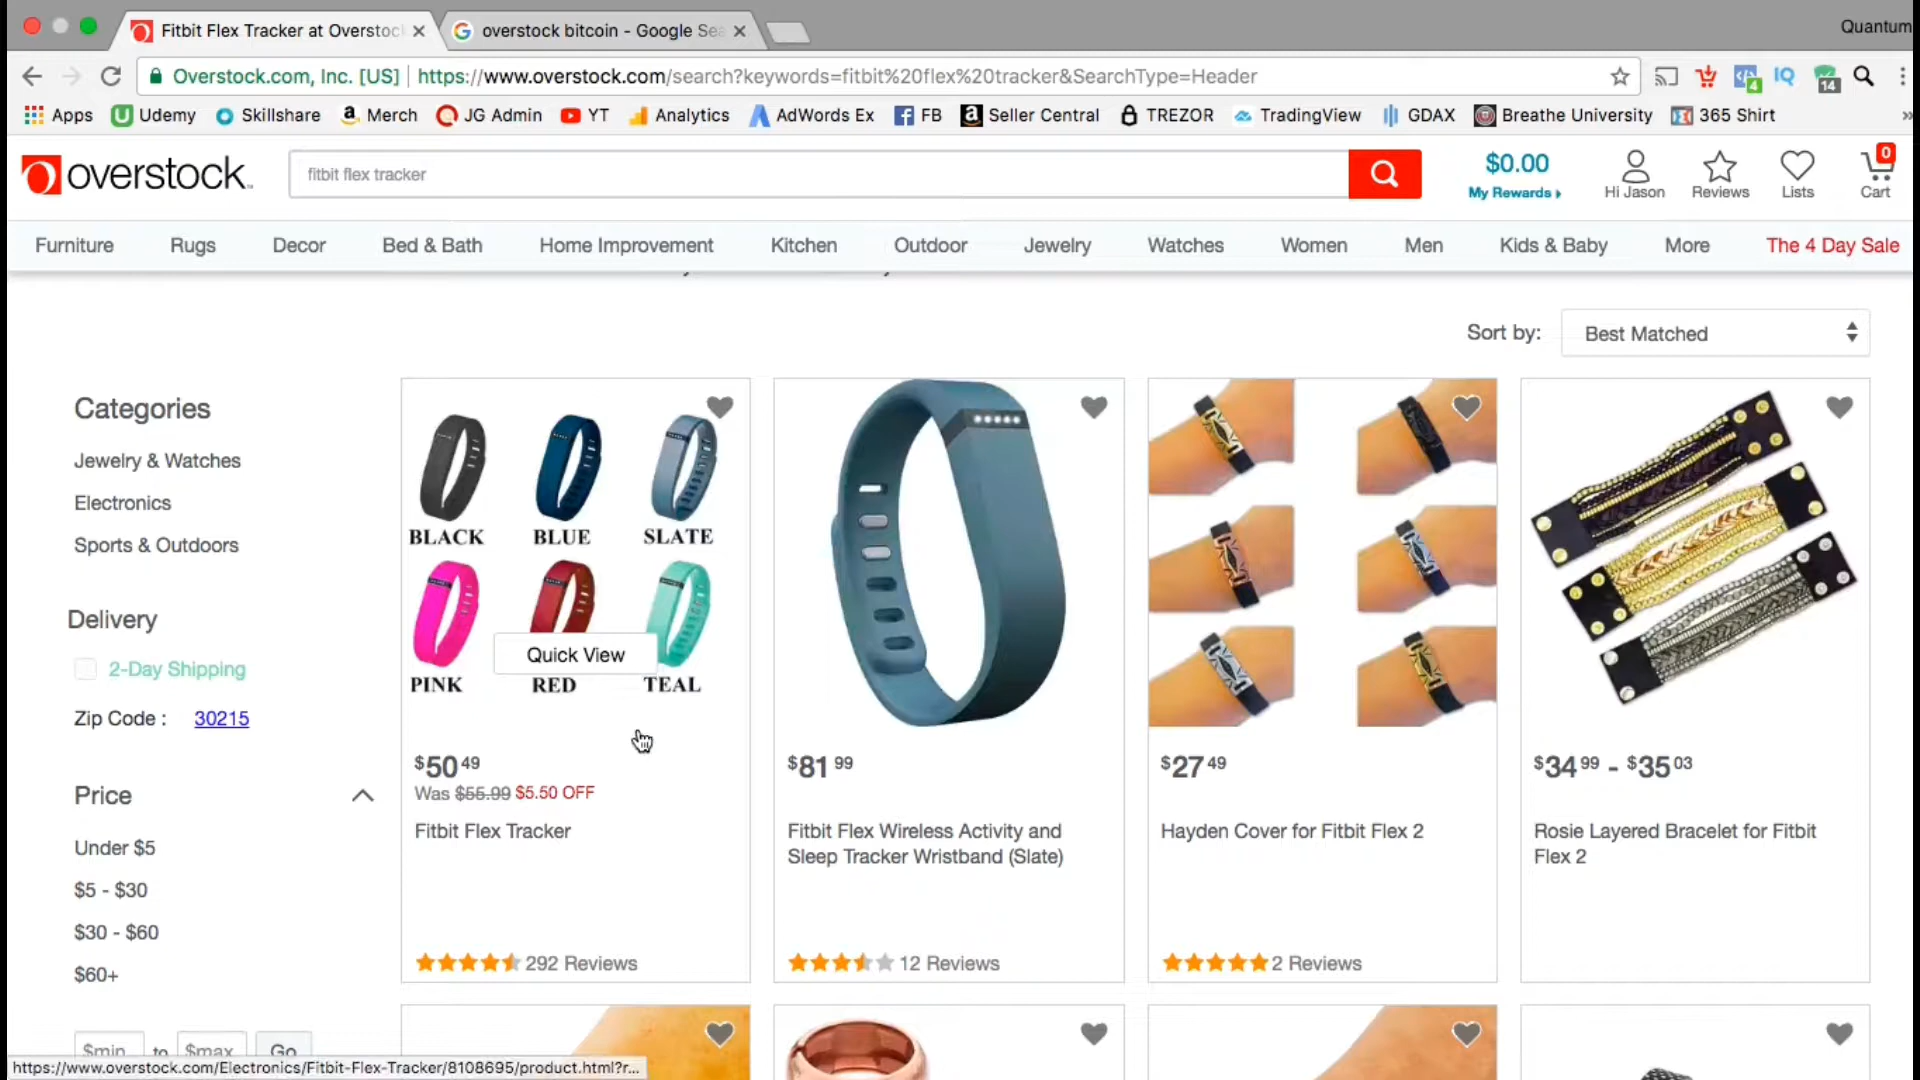 Fitbit Flex Tracker at Overstoc
overstock bitcoin - Google Sea
Quantum
Overstock.com, Inc. [US] | https://www.overstock.com/search?keywords=fitbit%20flex%20tracker&SearchType=Header
IQ
4
14
Apps Udemy Skillshare Merch JG Admin YT Analytics AdWords Ex FB Seller Central TREZOR TradingView GDAX Breathe University 365 Shirt »
overstock™
fitbit flex tracker
$0.00
My Rewards
Hi Jason
Reviews
Lists
0
Cart
Furniture Rugs Decor Bed & Bath Home Improvement Kitchen Outdoor Jewelry Watches Women Men Kids & Baby More The 4 Day Sale
Sort by: Best Matched
Categories
Jewelry & Watches
Electronics
Sports & Outdoors
Delivery
2-Day Shipping
Zip Code : 30215
Price
Under $5
$5 - $30
$30 - $60
$60+
$min to $max Go
BLACK BLUE SLATE
Quick View
PINK RED TEAL
$50 49
Was $55.99 $5.50 OFF
Fitbit Flex Tracker
292 Reviews
$81 99
Fitbit Flex Wireless Activity and
Sleep Tracker Wristband (Slate)
12 Reviews
$27 49
Hayden Cover for Fitbit Flex 2
2 Reviews
$34 99 - $35 03
Rosie Layered Bracelet for Fitbit
Flex 2
https://www.overstock.com/Electronics/Fitbit-Flex-Tracker/8108695/product.html?r...